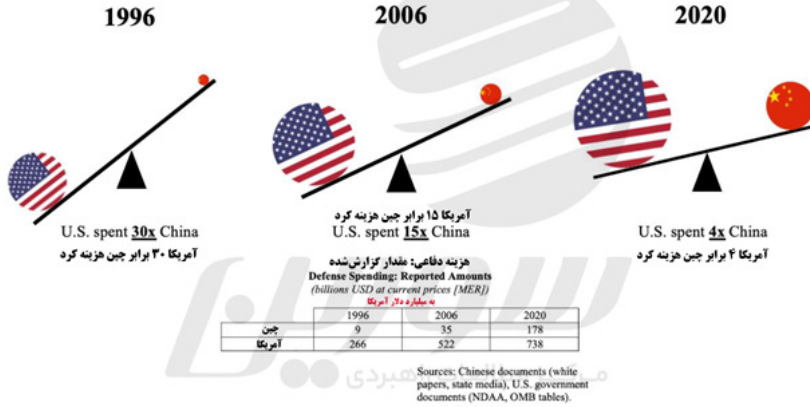 1996
2006
2020
U.S. spent 30x China
آمریکا ۳۰ برابر چین هزینه کرد
آمریکا ۱۵ برابر چین هزینه کرد
U.S. spent 15x China
U.S. spent 4x China
آمریکا ۴ برابر چین هزینه کرد
هزینه دفاعی: مقدار گزارش‌شده
Defense Spending: Reported Amounts
(billions USD at current prices [MER])
به میلیارد دلار آمریکا
1996 2006 2020
چین 9 35 178
آمریکا 266 522 738
Sources: Chinese documents (white
papers, state media), U.S. government
documents (NDAA, OMB tables).
سورین